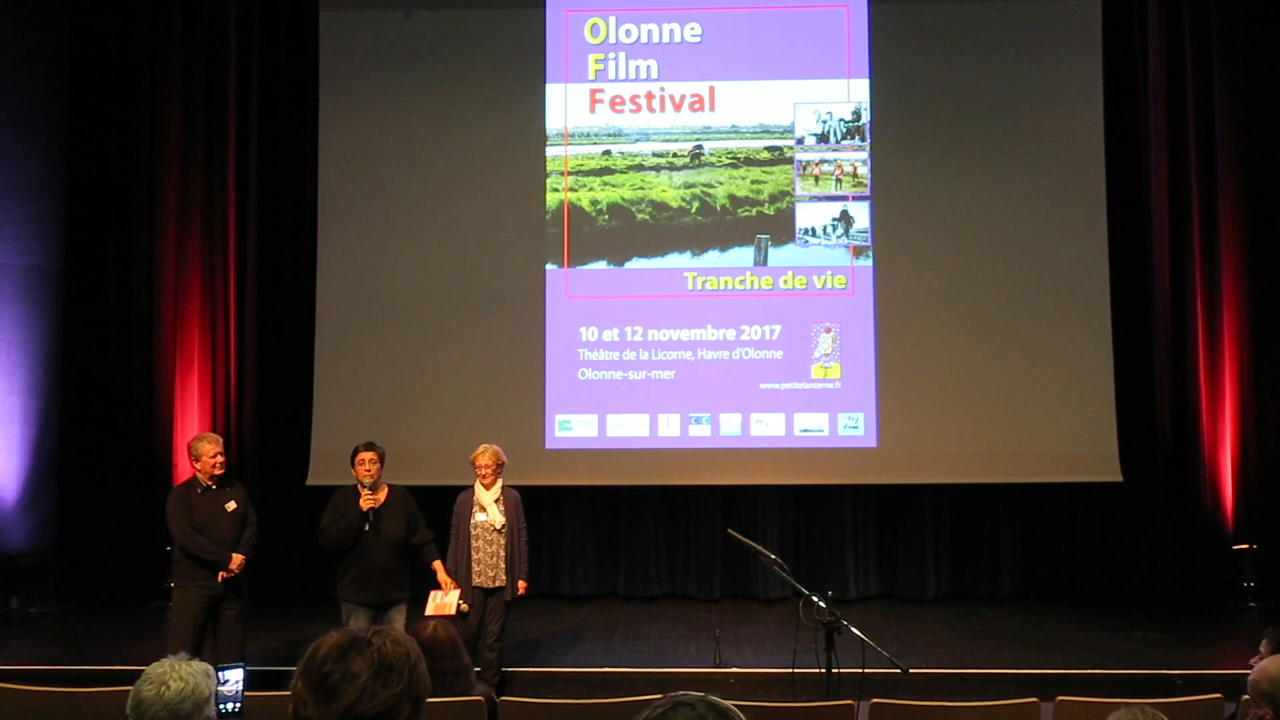 Olonne
Film
Festival
Tranche de vie
10 et 12 novembre 2017
Théâtre de la Licorne, Havre d'Olonne
Olonne-sur-mer
www.petitelanterne.fr